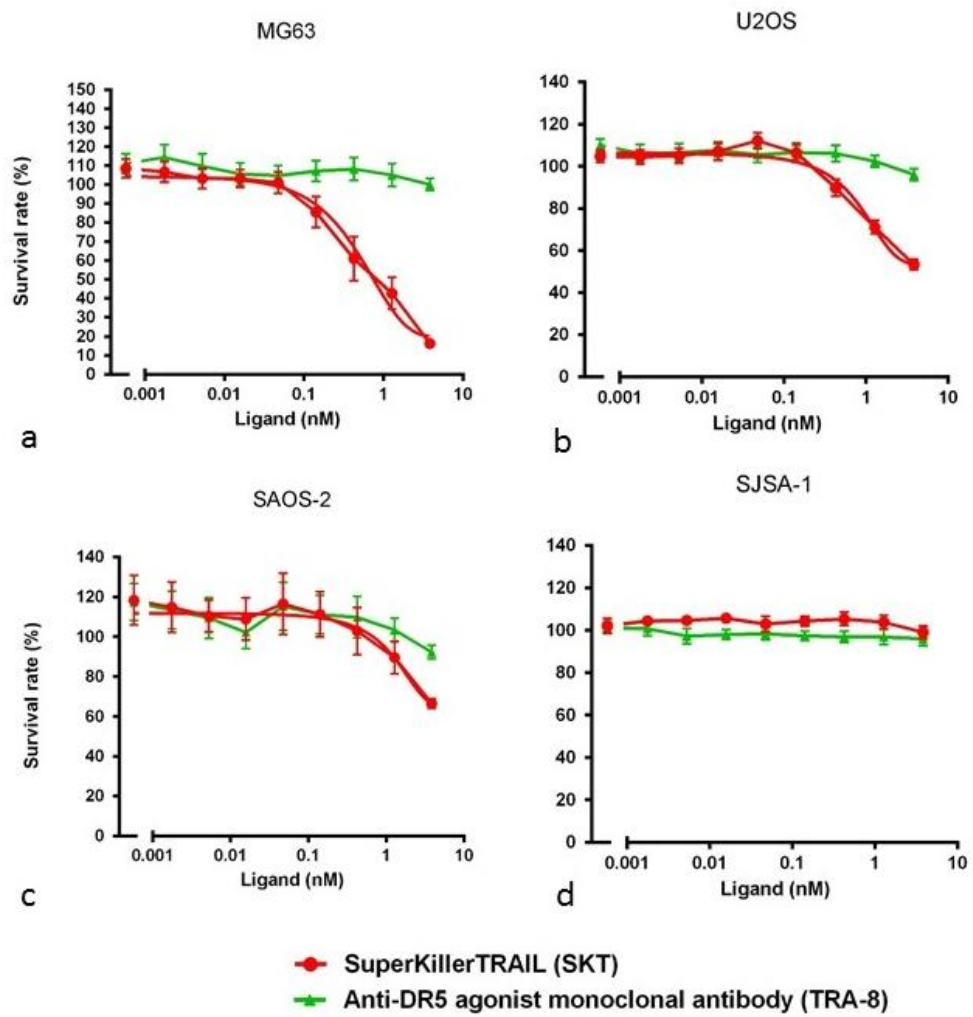 MG63
150
140
130
120
110
100
90
80
70
60
50
40
30
20
10
0
Survival rate (%)
0.001 0.01 0.1 1 10
Ligand (nM)
a
U2OS
140
120
100
80
60
40
20
0
0.001 0.01 0.1 1 10
Ligand (nM)
b
SAOS-2
140
120
100
80
60
40
20
0
Survival rate (%)
0.001 0.01 0.1 1 10
Ligand (nM)
c
SJSA-1
140
120
100
80
60
40
20
0
0.001 0.01 0.1 1 10
Ligand (nM)
d
SuperKillerTRAIL (SKT)
Anti-DR5 agonist monoclonal antibody (TRA-8)